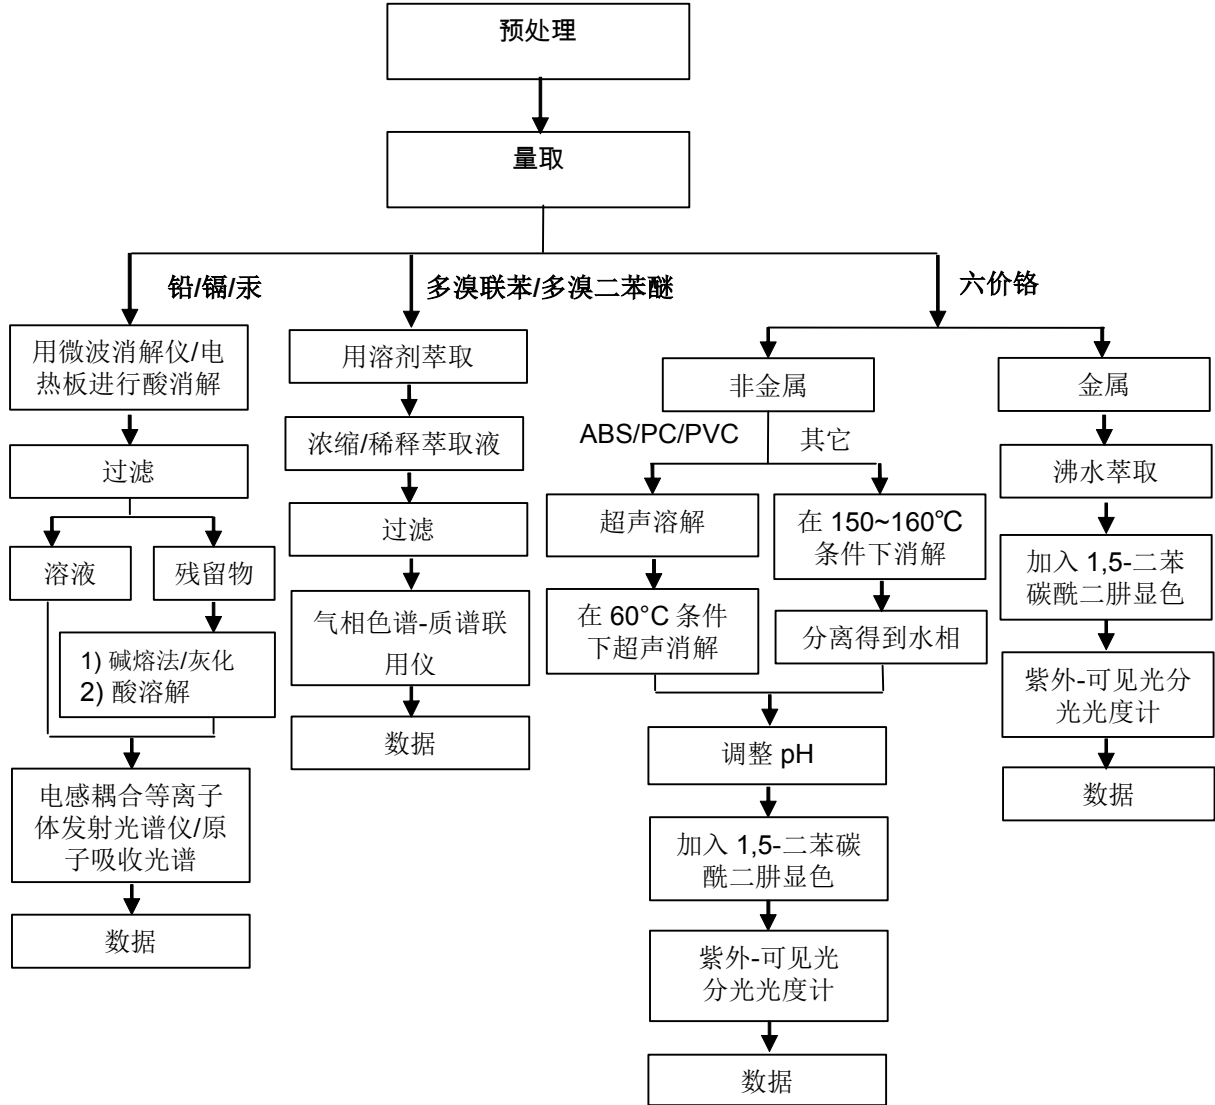 预处理
量取
铅/镉/汞
多溴联苯/多溴二苯醚
六价铬
用微波消解仪/电
热板进行酸消解
过滤
溶液
残留物
1) 碱熔法/灰化
2) 酸溶解
电感耦合等离子
体发射光谱仪/原
子吸收光谱
数据
用溶剂萃取
浓缩/稀释萃取液
过滤
气相色谱-质谱联
用仪
数据
非金属
ABS/PC/PVC
其它
超声溶解
在 60°C 条件
下超声消解
在 150~160℃
条件下消解
分离得到水相
调整 pH
加入 1,5-二苯碳
酰二肼显色
紫外-可见光
分光光度计
数据
金属
沸水萃取
加入 1,5-二苯
碳酰二肼显色
紫外-可见光分
光光度计
数据